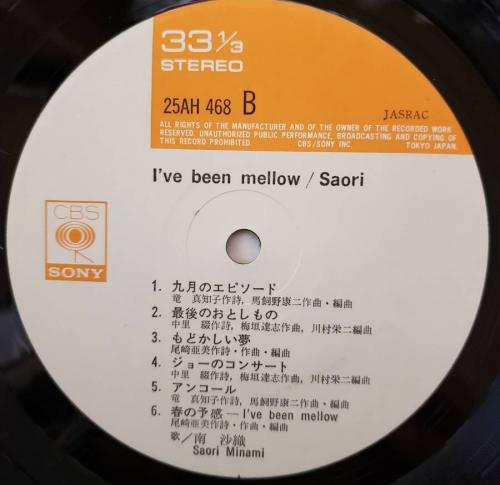 33 1/3
STEREO
25AH 468 B
JASRAC
ALL RIGHTS OF THE MANUFACTURER AND OF THE OWNER OF THE RECORDED WORK
RESERVED. UNAUTHORIZED PUBLIC PERFORMANCE, BROADCASTING AND COPYING OF
THIS RECORD PROHIBITED. CBS/SONY INC. TOKYO JAPAN.
I've been mellow / Saori
CBS
SONY
1. 九月のエピソード
竜 真知子作詩, 馬飼野康二作曲・編曲
2. 最後のおとしもの
中里 綴作詩, 梅垣達志作曲, 川村栄二編曲
3. もどかしい夢
尾崎亜美作詩・作曲・編曲
4. ジョーのコンサート
中里 綴作詩, 梅垣達志作曲, 川村栄二編曲
5. アンコール
竜 真知子作詩, 馬飼野康二作曲・編曲
6. 春の予感 — I've been mellow
尾崎亜美作詩・作曲・編曲
歌／南 沙織
Saori Minami